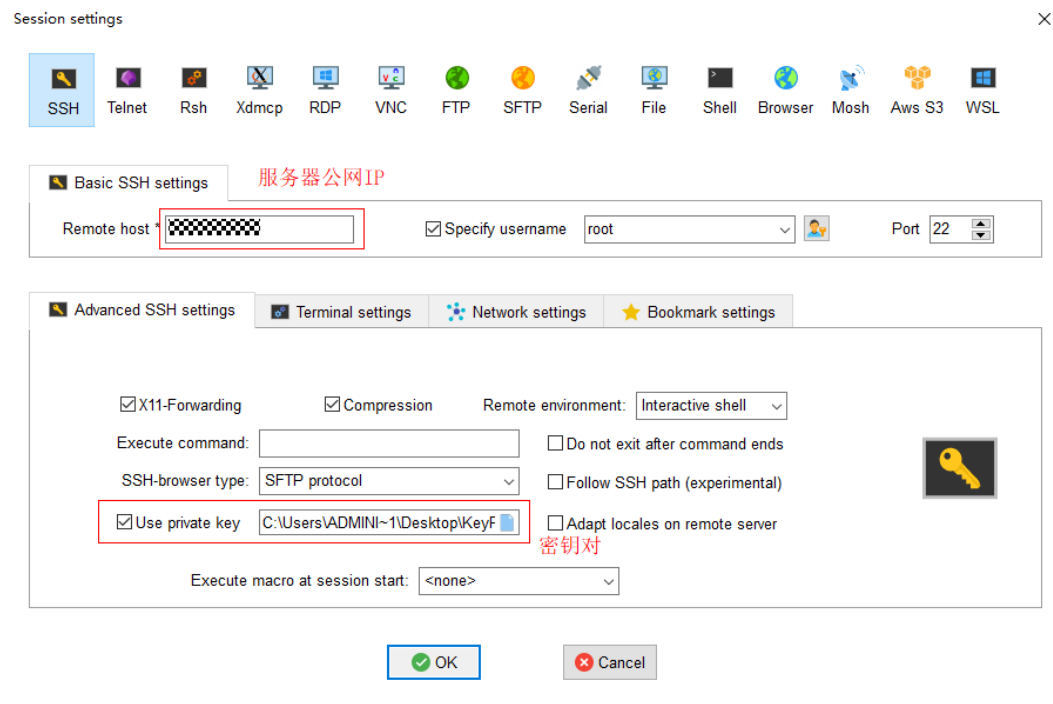 Session settings
SSH Telnet Rsh Xdmcp RDP VNC FTP SFTP Serial File Shell Browser Mosh Aws S3 WSL
Basic SSH settings 服务器公网IP
Remote host * Specify username root Port 22
Advanced SSH settings Terminal settings Network settings Bookmark settings
X11-Forwarding Compression Remote environment: Interactive shell
Execute command: Do not exit after command ends
SSH-browser type: SFTP protocol Follow SSH path (experimental)
Use private key C:\Users\ADMINI~1\Desktop\KeyF Adapt locales on remote server
密钥对
Execute macro at session start: <none>
OK Cancel